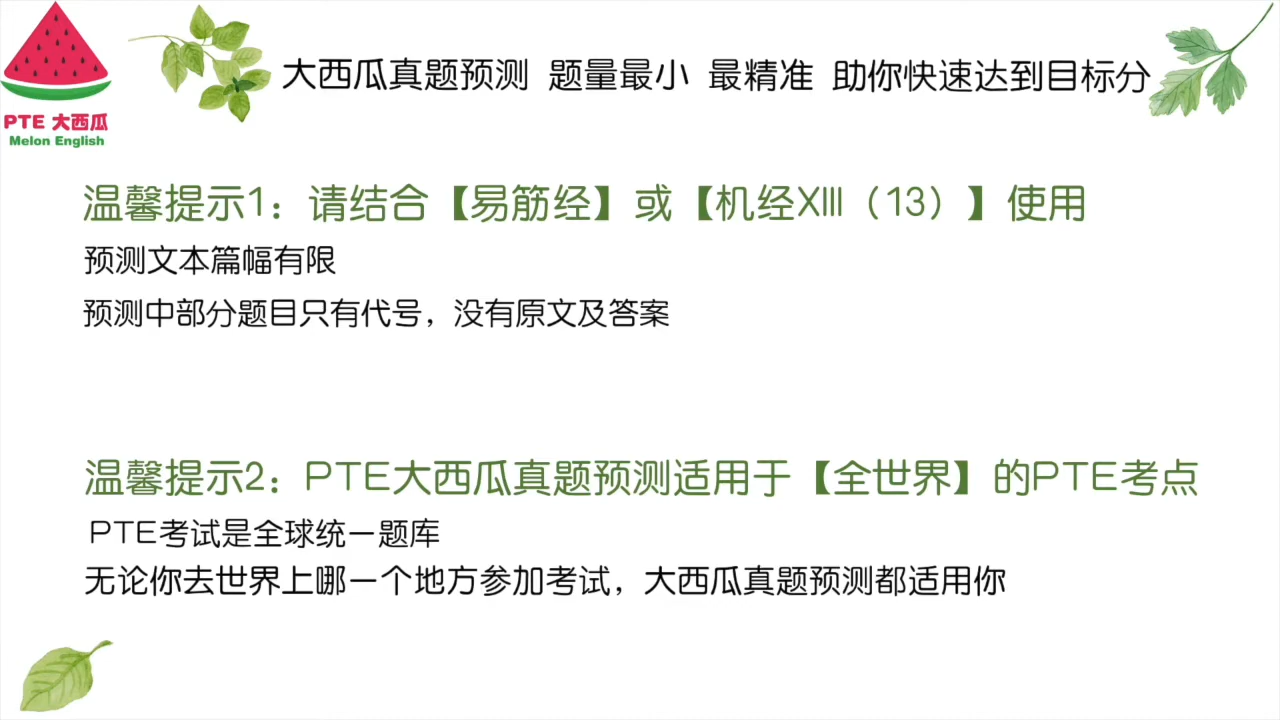 PTE 大西瓜
Melon English
大西瓜真题预测 题量最小 最精准 助你快速达到目标分
温馨提示1：请结合【易筋经】或【机经XIII（13）】使用
预测文本篇幅有限
预测中部分题目只有代号，没有原文及答案
温馨提示2：PTE大西瓜真题预测适用于【全世界】的PTE考点
PTE考试是全球统一题库
无论你去世界上哪一个地方参加考试，大西瓜真题预测都适用你